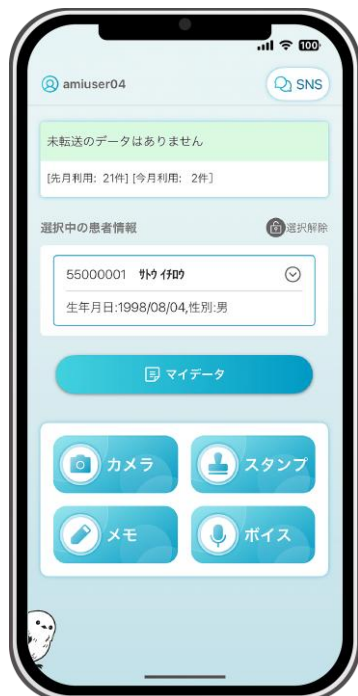 100
amiuser04
SNS
未転送のデータはありません
[先月利用: 21件] [今月利用: 2件]
選択中の患者情報
選択解除
55000001 ｻﾄｳ ｲﾁﾛｳ
生年月日:1998/08/04,性別:男
マイデータ
カメラ
スタンプ
メモ
ボイス